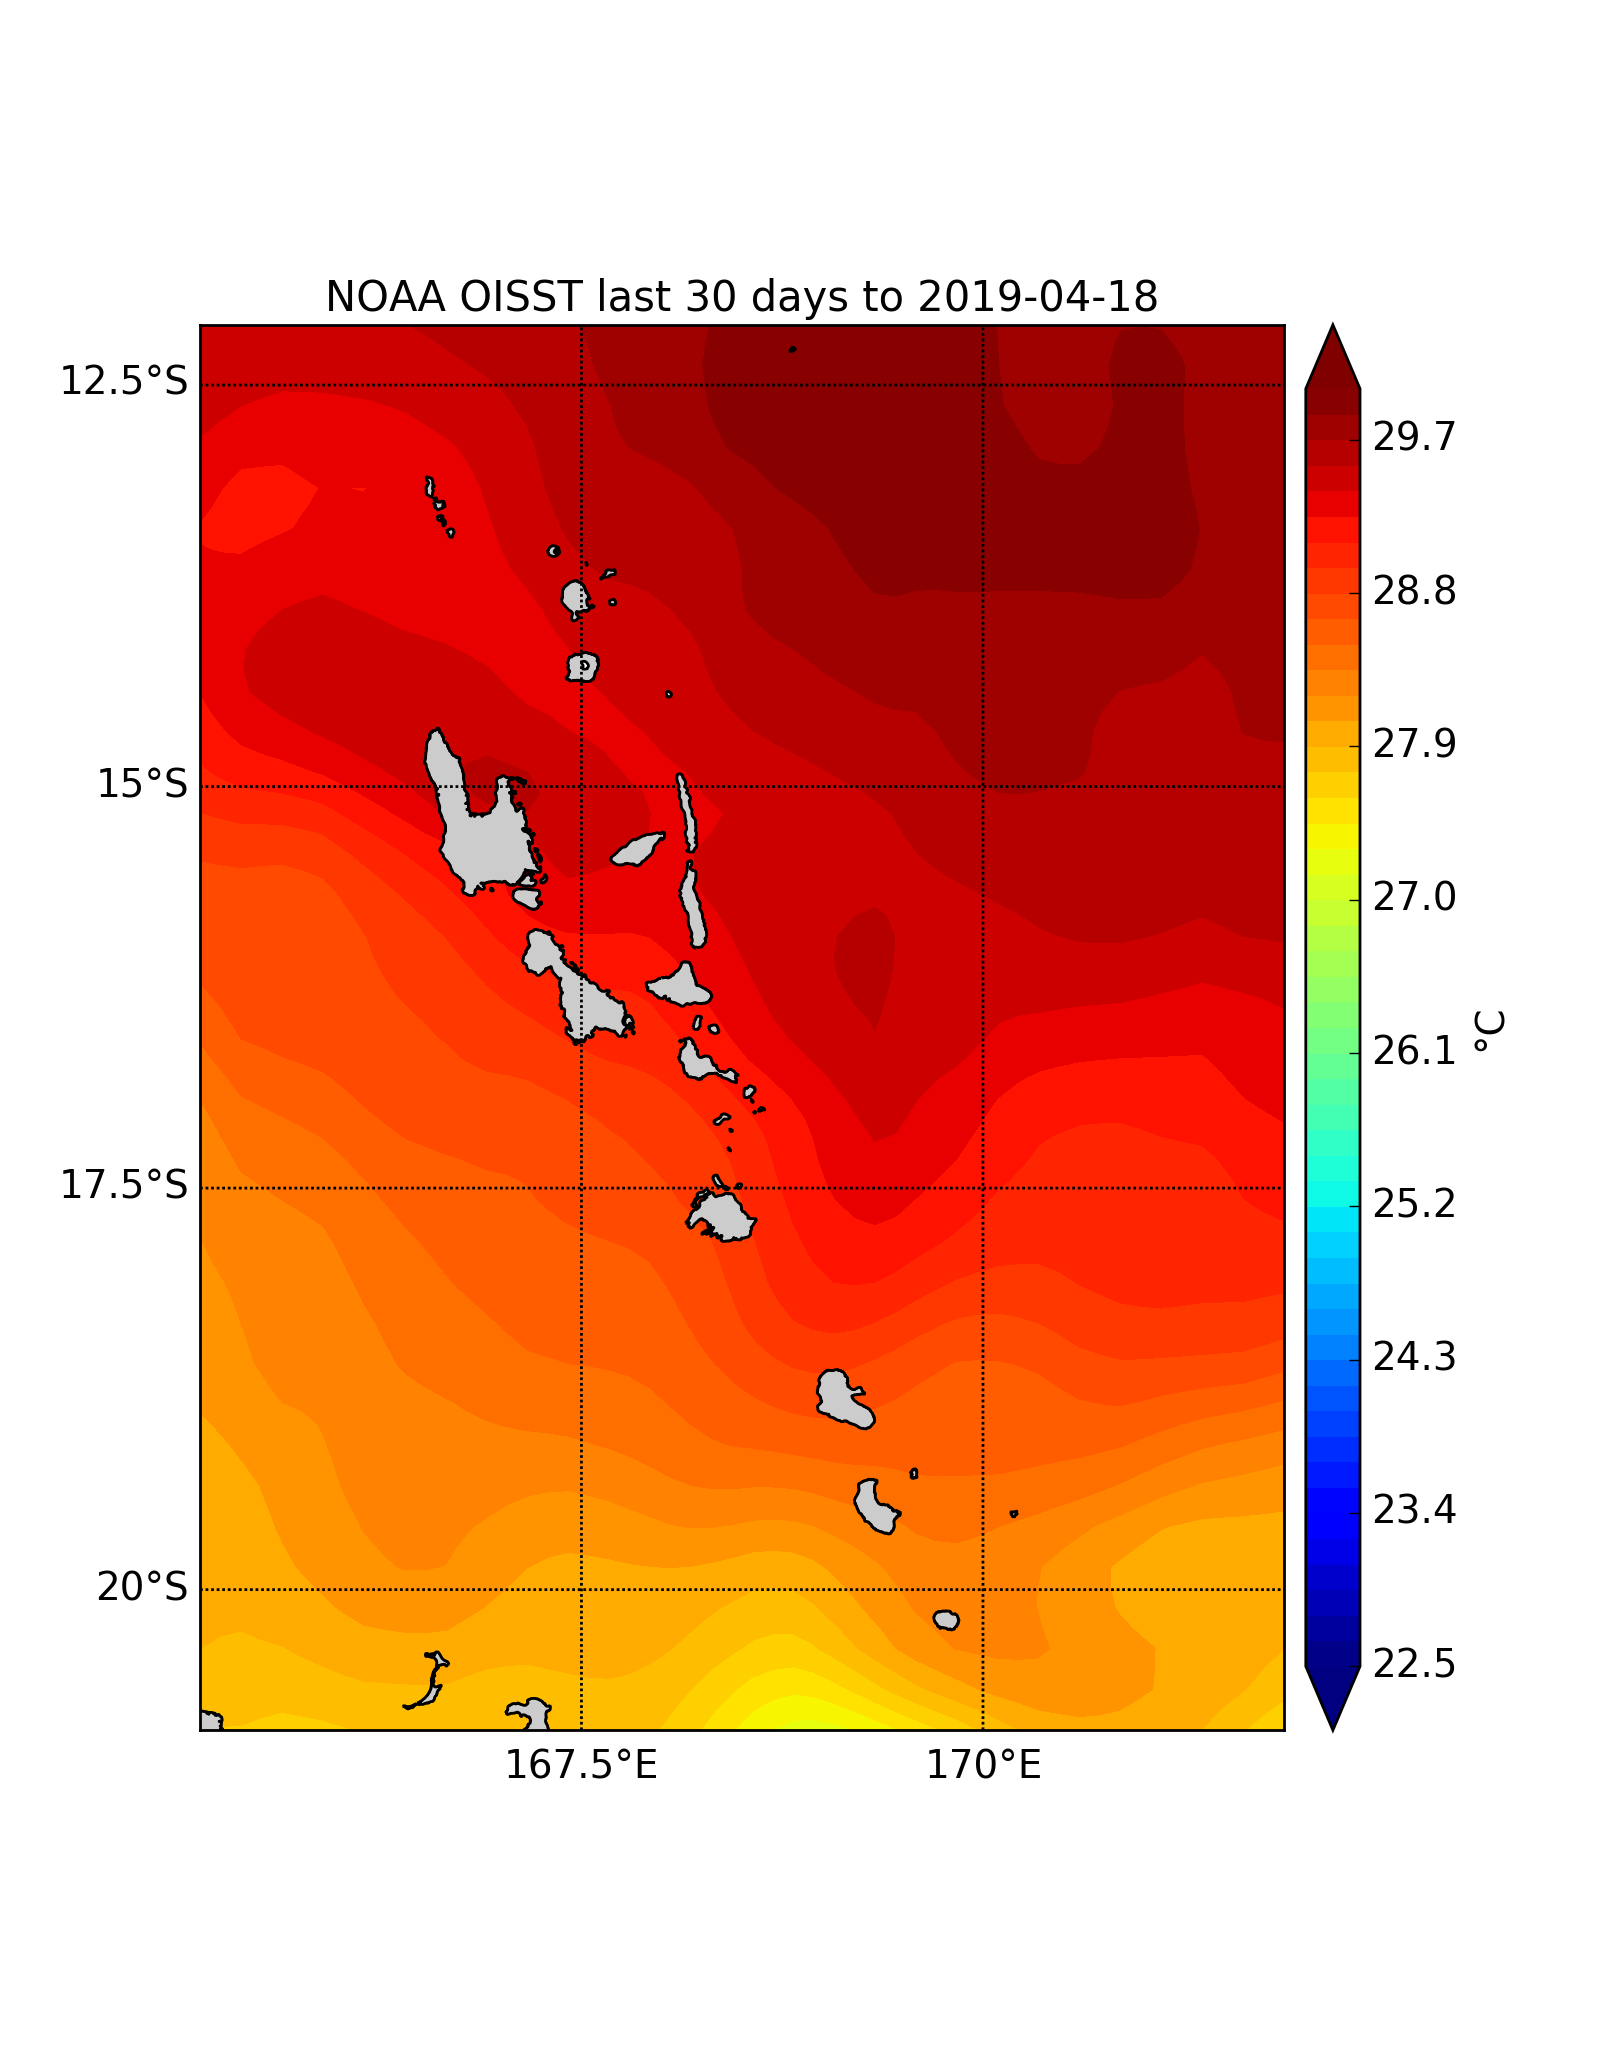 NOAA OISST last 30 days to 2019-04-18
12.5°S
15°S
17.5°S
20°S
167.5°E
170°E
29.7
28.8
27.9
27.0
26.1
25.2
24.3
23.4
22.5
°C